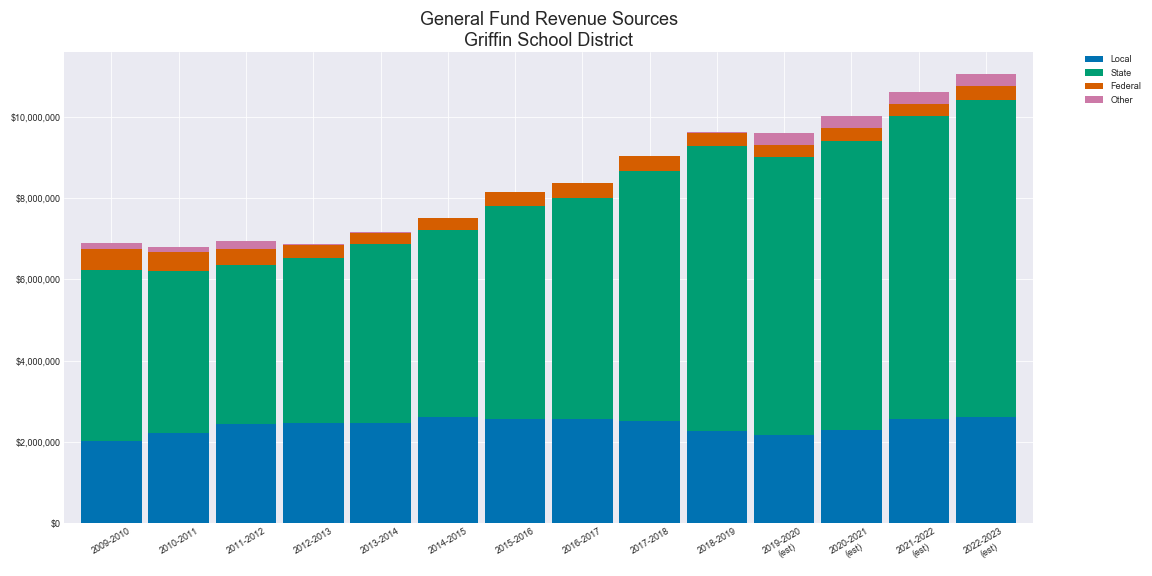 General Fund Revenue Sources
Griffin School District
Local
State
Federal
Other
$10,000,000
$8,000,000
$6,000,000
$4,000,000
$2,000,000
$0
2009-2010
2010-2011
2011-2012
2012-2013
2013-2014
2014-2015
2015-2016
2016-2017
2017-2018
2018-2019
2019-2020
(est)
2020-2021
(est)
2021-2022
(est)
2022-2023
(est)